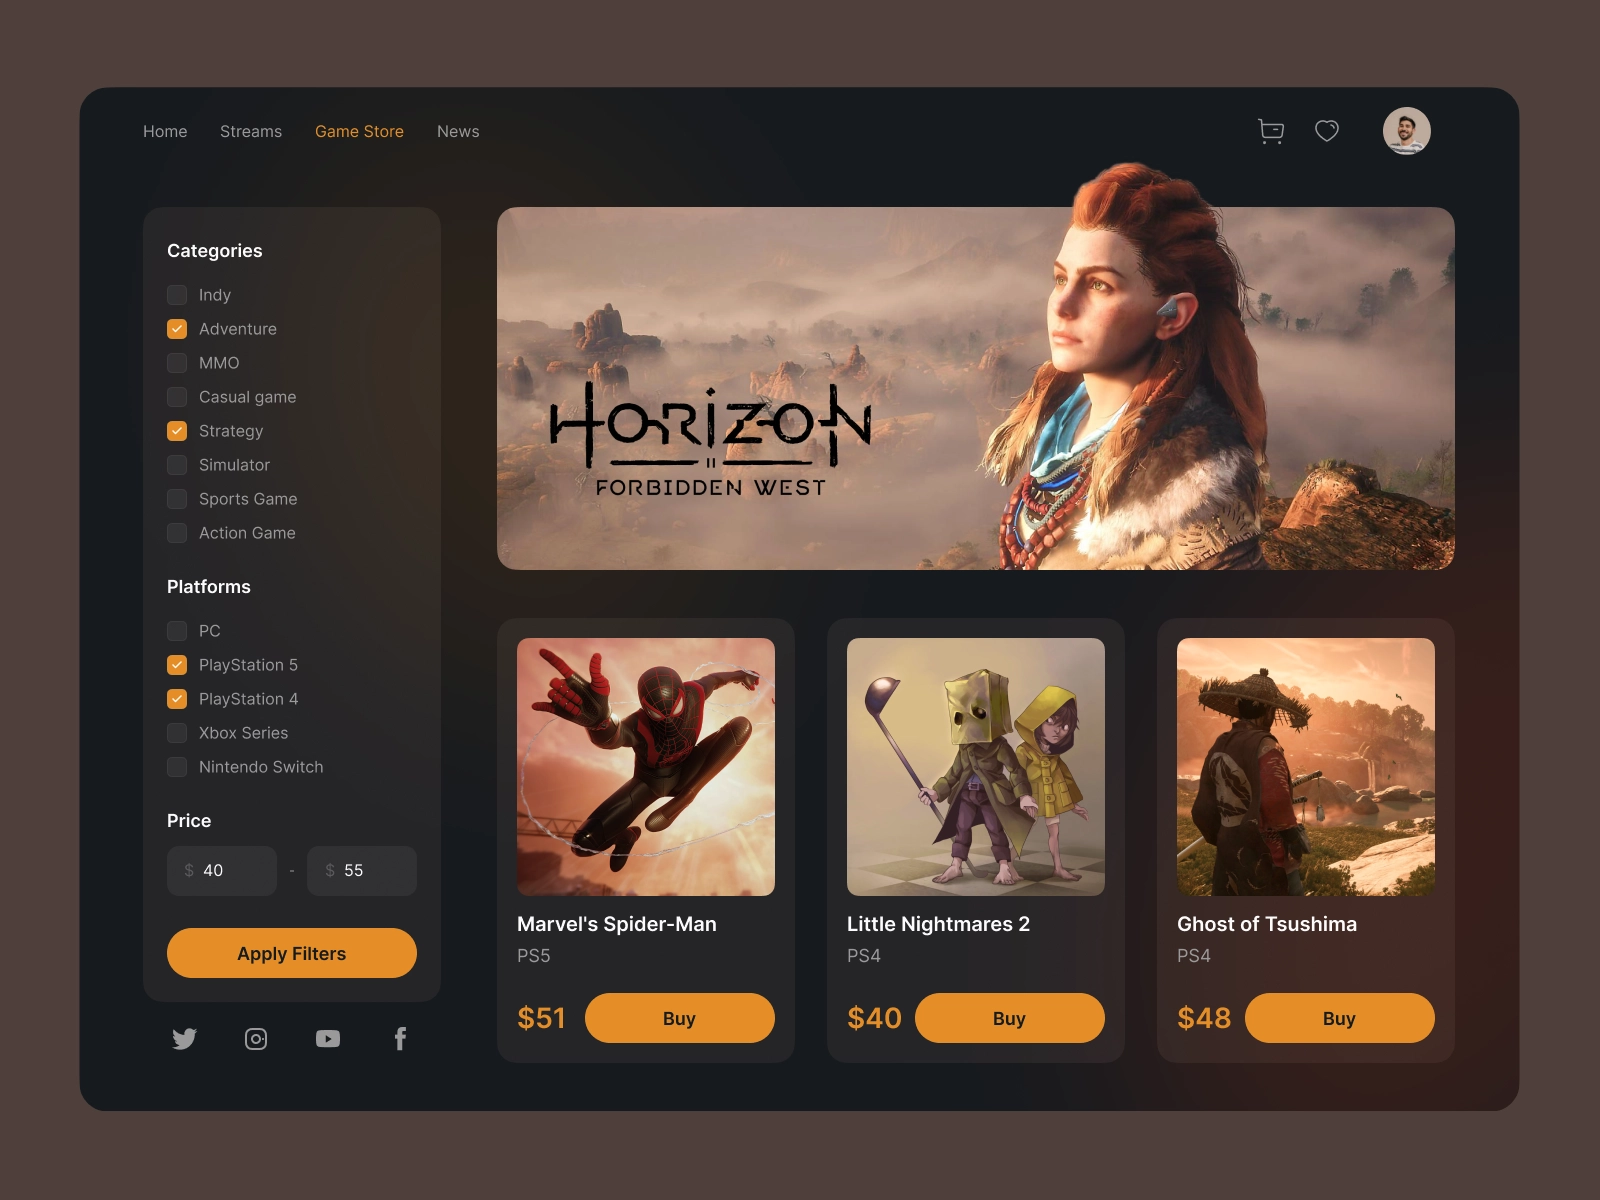 Home
Streams
Game Store
News
Categories
Indy
Adventure
MMO
Casual game
Strategy
Simulator
Sports Game
Action Game
Platforms
PC
PlayStation 5
PlayStation 4
Xbox Series
Nintendo Switch
Price
$ 40 - $ 55
Apply Filters
HORIZON
FORBIDDEN WEST
Marvel's Spider-Man
PS5
$51
Buy
Little Nightmares 2
PS4
$40
Buy
Ghost of Tsushima
PS4
$48
Buy